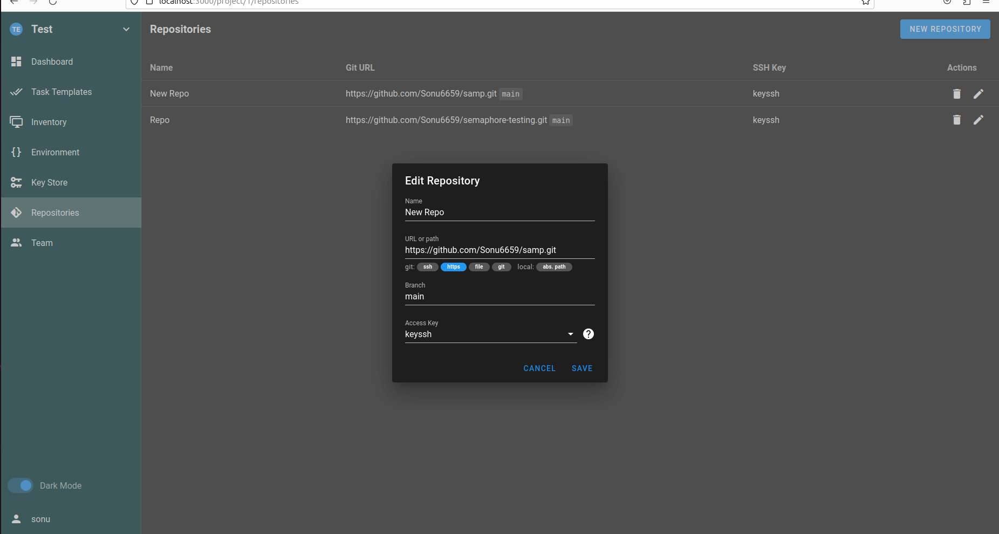 localhost:3000/project/1/repositories
TE Test
Repositories
NEW REPOSITORY
Dashboard
Task Templates
Inventory
Environment
Key Store
Repositories
Team
Name Git URL SSH Key Actions
New Repo https://github.com/Sonu6659/samp.git main keyssh
Repo https://github.com/Sonu6659/semaphore-testing.git main keyssh
Edit Repository
Name
New Repo
URL or path
https://github.com/Sonu6659/samp.git
git: ssh https file git local: abs. path
Branch
main
Access Key
keyssh
CANCEL SAVE
Dark Mode
sonu